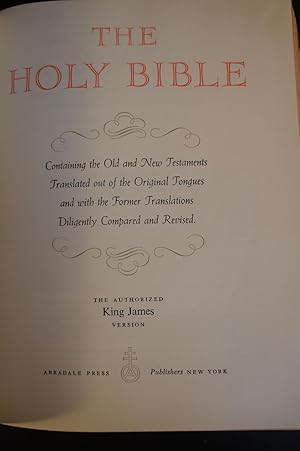 THE
HOLY BIBLE
Containing the Old and New Testaments
Translated out of the Original Tongues
and with the Former Translations
Diligently Compared and Revised.
THE AUTHORIZED
King James
VERSION
ABRADALE PRESS Publishers NEW YORK